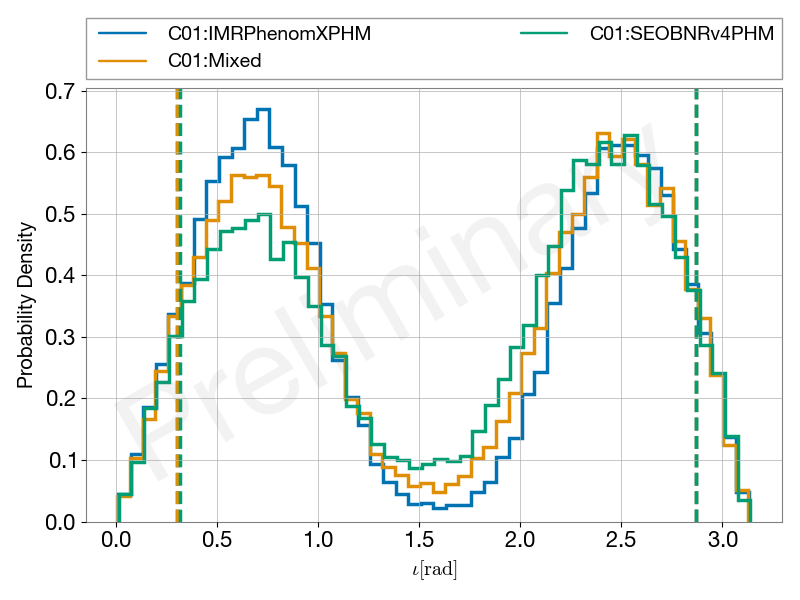 C01:IMRPhenomXPHM
C01:SEOBNRv4PHM
C01:Mixed
Probability Density
0.7
0.6
0.5
0.4
0.3
0.2
0.1
0.0
Preliminary
0.0 0.5 1.0 1.5 2.0 2.5 3.0
ι[rad]